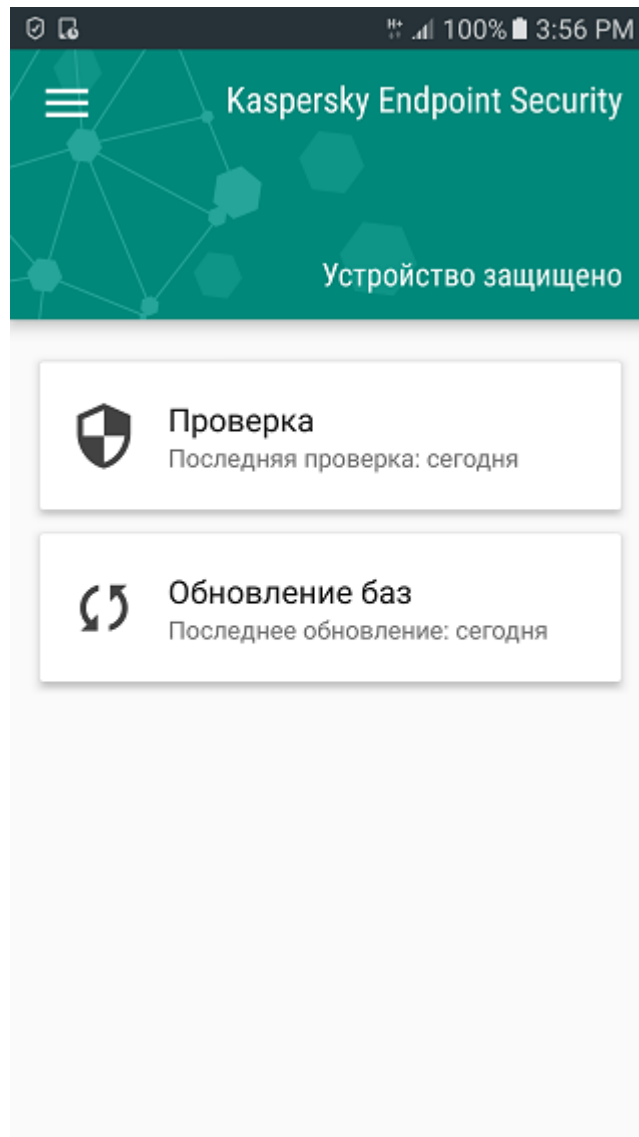 H+ 100% 3:56 PM
Kaspersky Endpoint Security
Устройство защищено
Проверка
Последняя проверка: сегодня
Обновление баз
Последнее обновление: сегодня